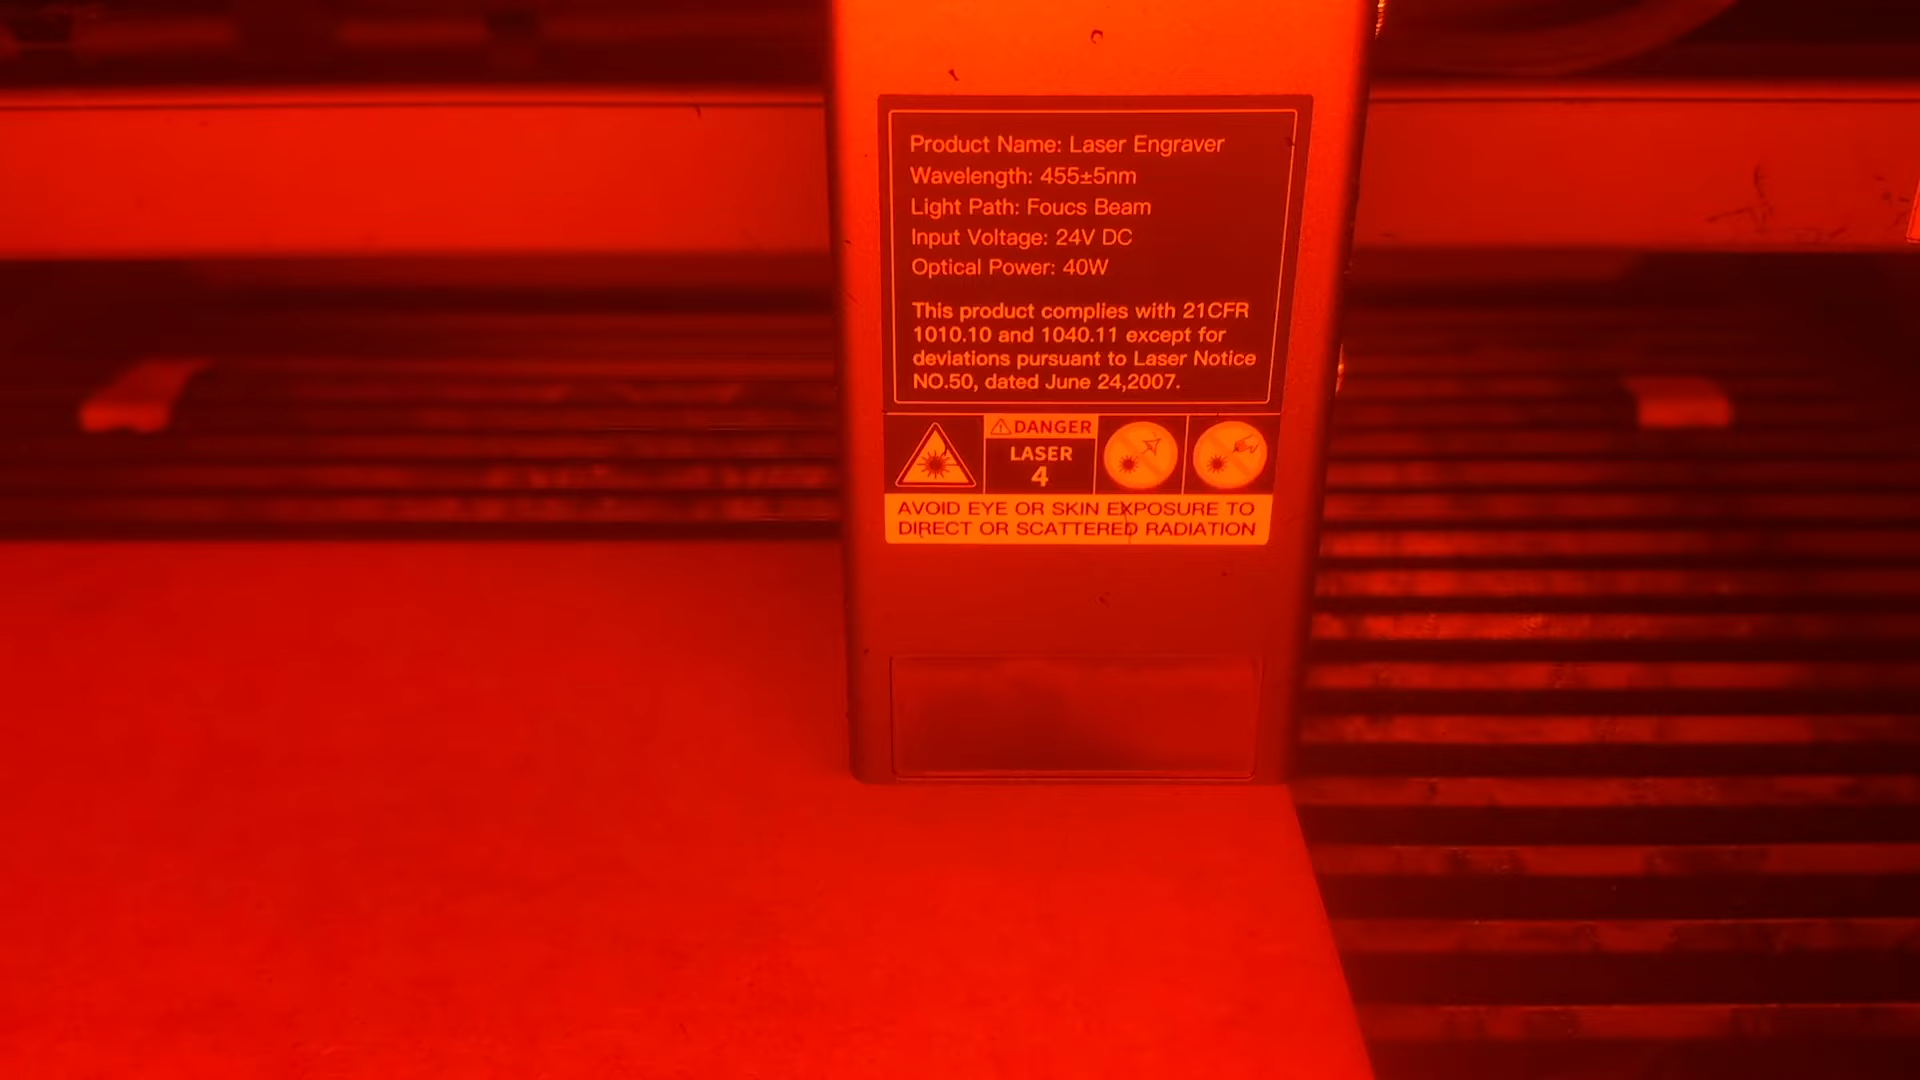 Product Name: Laser Engraver
Wavelength: 455±5nm
Light Path: Foucs Beam
Input Voltage: 24V DC
Optical Power: 40W
This product complies with 21CFR
1010.10 and 1040.11 except for
deviations pursuant to Laser Notice
NO.50, dated June 24,2007.
DANGER
LASER
4
AVOID EYE OR SKIN EXPOSURE TO
DIRECT OR SCATTERED RADIATION